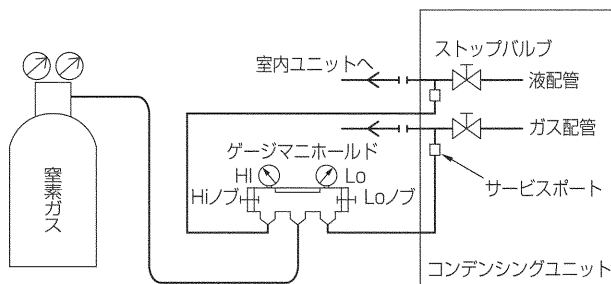 ストップバルブ
室内ユニットへ
液配管
ガス配管
ゲージマニホールド
HI
Lo
Hiノブ
Loノブ
サービスポート
窒素ガス
コンデンシングユニット